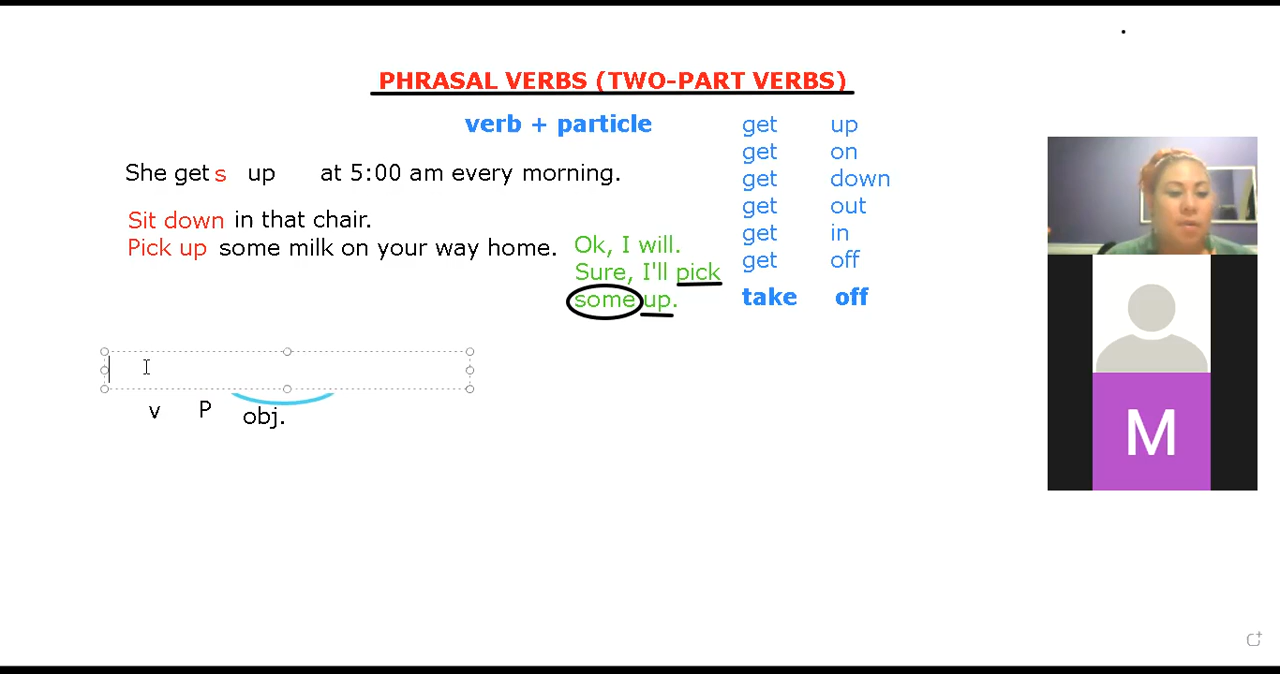 PHRASAL VERBS (TWO-PART VERBS)
verb + particle
get up
get on
get down
get out
get in
get off
take off
She gets up at 5:00 am every morning.
Sit down in that chair.
Pick up some milk on your way home.
Ok, I will.
Sure, I'll pick
some up.
v P obj.
M